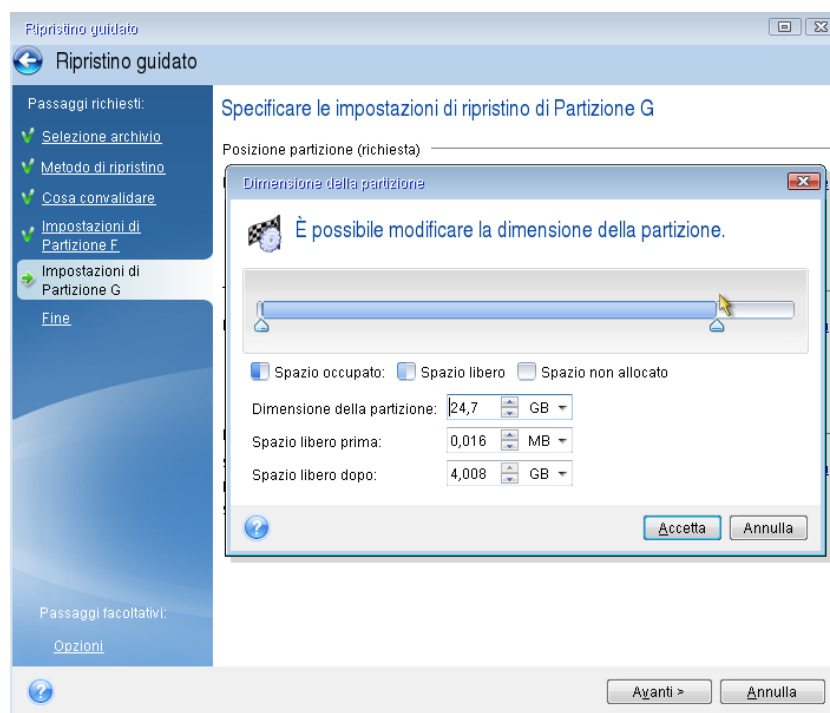 Ripristino guidato
Ripristino guidato
Passaggi richiesti:
Selezione archivio
Metodo di ripristino
Cosa convalidare
Impostazioni di
Partizione F
Impostazioni di
Partizione G
Fine
Passaggi facoltativi:
Opzioni
Specificare le impostazioni di ripristino di Partizione G
Posizione partizione (richiesta)
Dimensione della partizione
È possibile modificare la dimensione della partizione.
Spazio occupato: Spazio libero Spazio non allocato
Dimensione della partizione: 24,7 GB
Spazio libero prima: 0,016 MB
Spazio libero dopo: 4,008 GB
Accetta Annulla
Avanti > Annulla